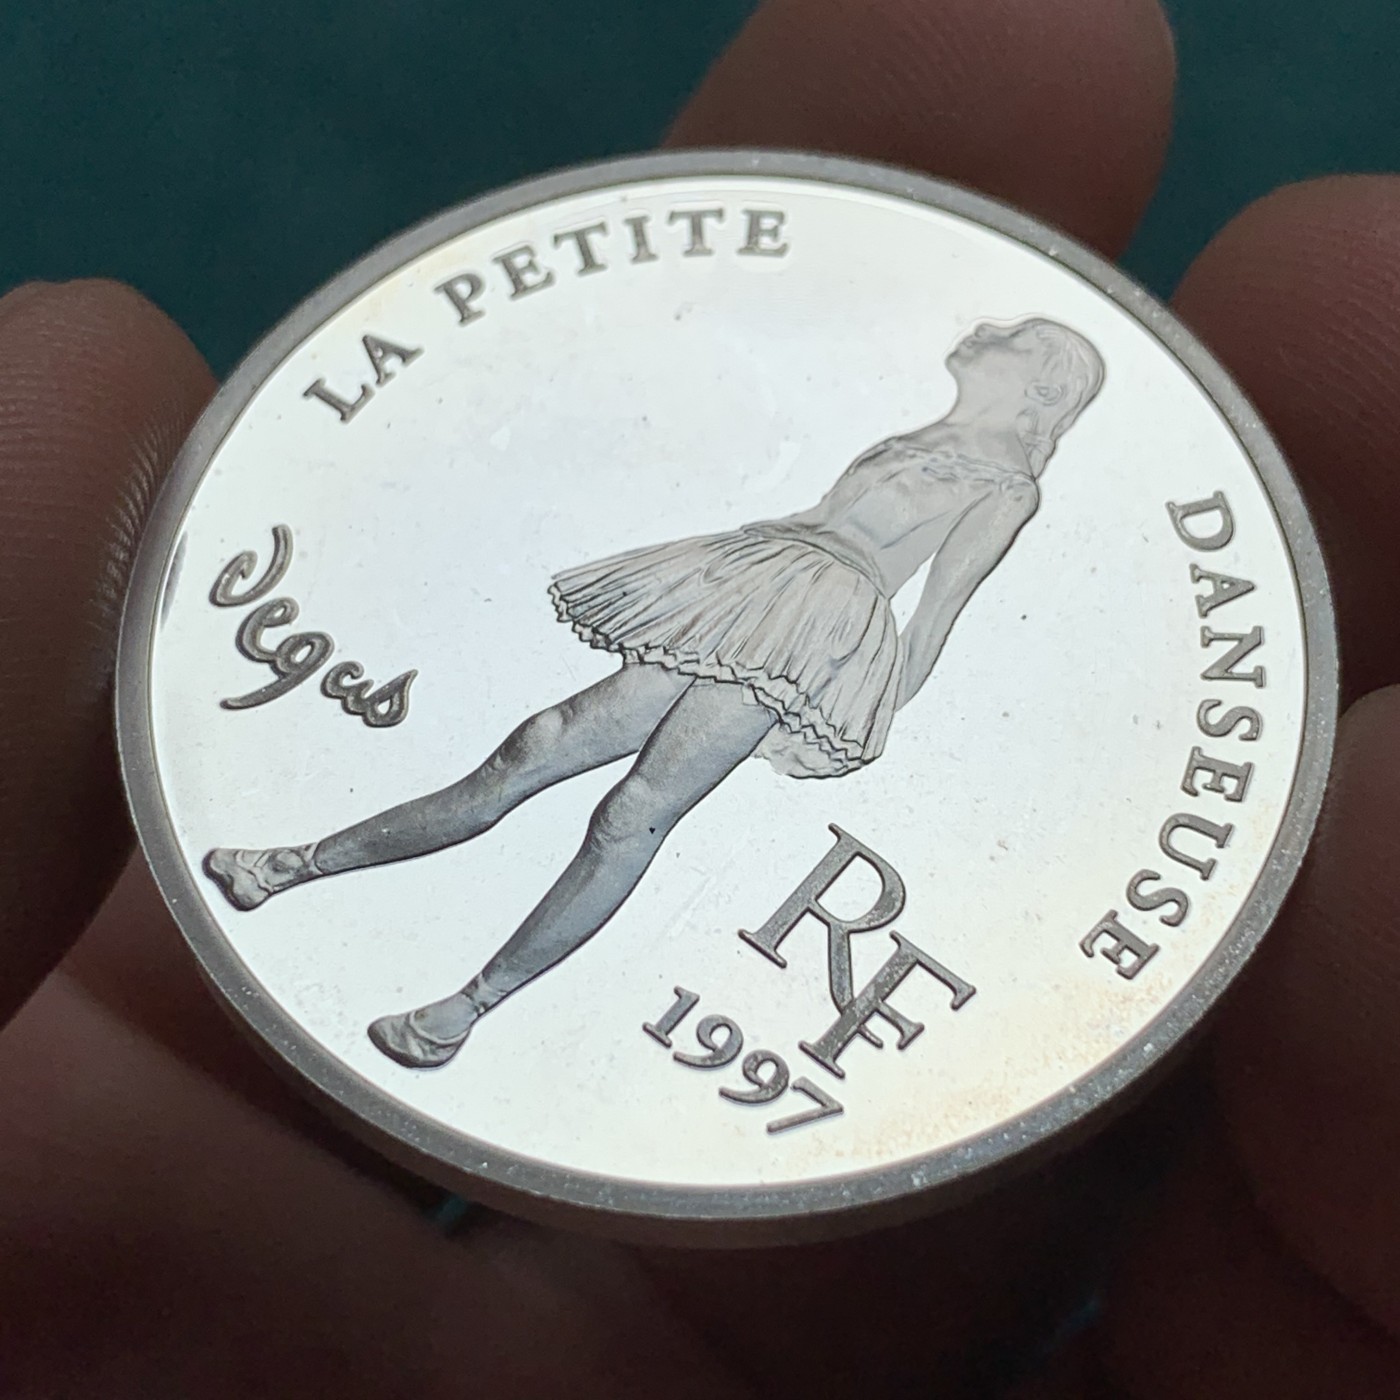 LA PETITE
DANSEUSE
Degas
RF
1997